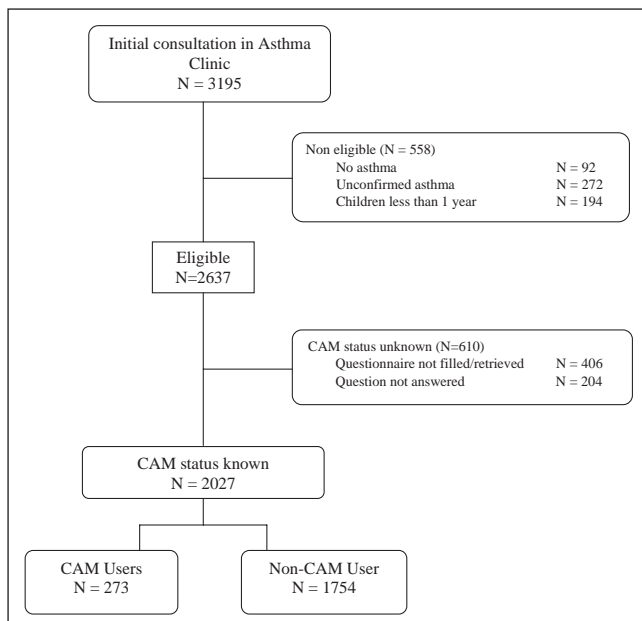 Initial consultation in Asthma
Clinic
N = 3195
Non eligible (N = 558)
No asthma N = 92
Unconfirmed asthma N = 272
Children less than 1 year N = 194
Eligible
N=2637
CAM status unknown (N=610)
Questionnaire not filled/retrieved N = 406
Question not answered N = 204
CAM status known
N = 2027
CAM Users
N = 273
Non-CAM User
N = 1754